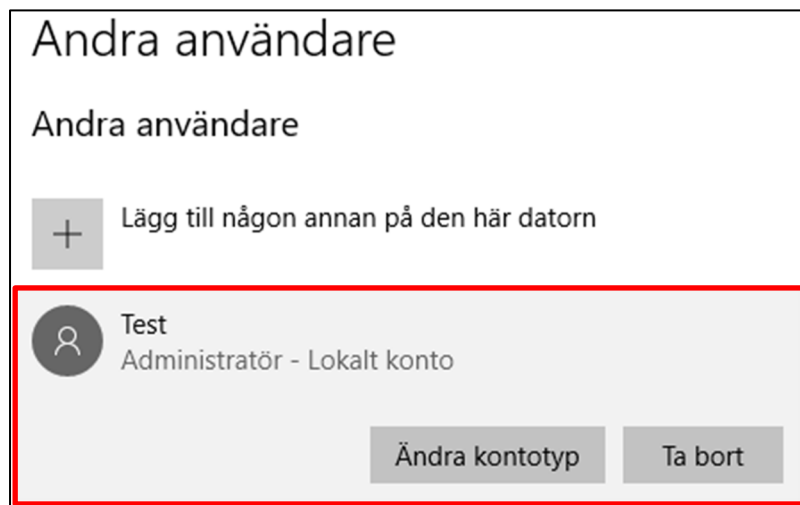 Andra användare
Andra användare
Lägg till någon annan på den här datorn
Test
Administratör - Lokalt konto
Ändra kontotyp Ta bort